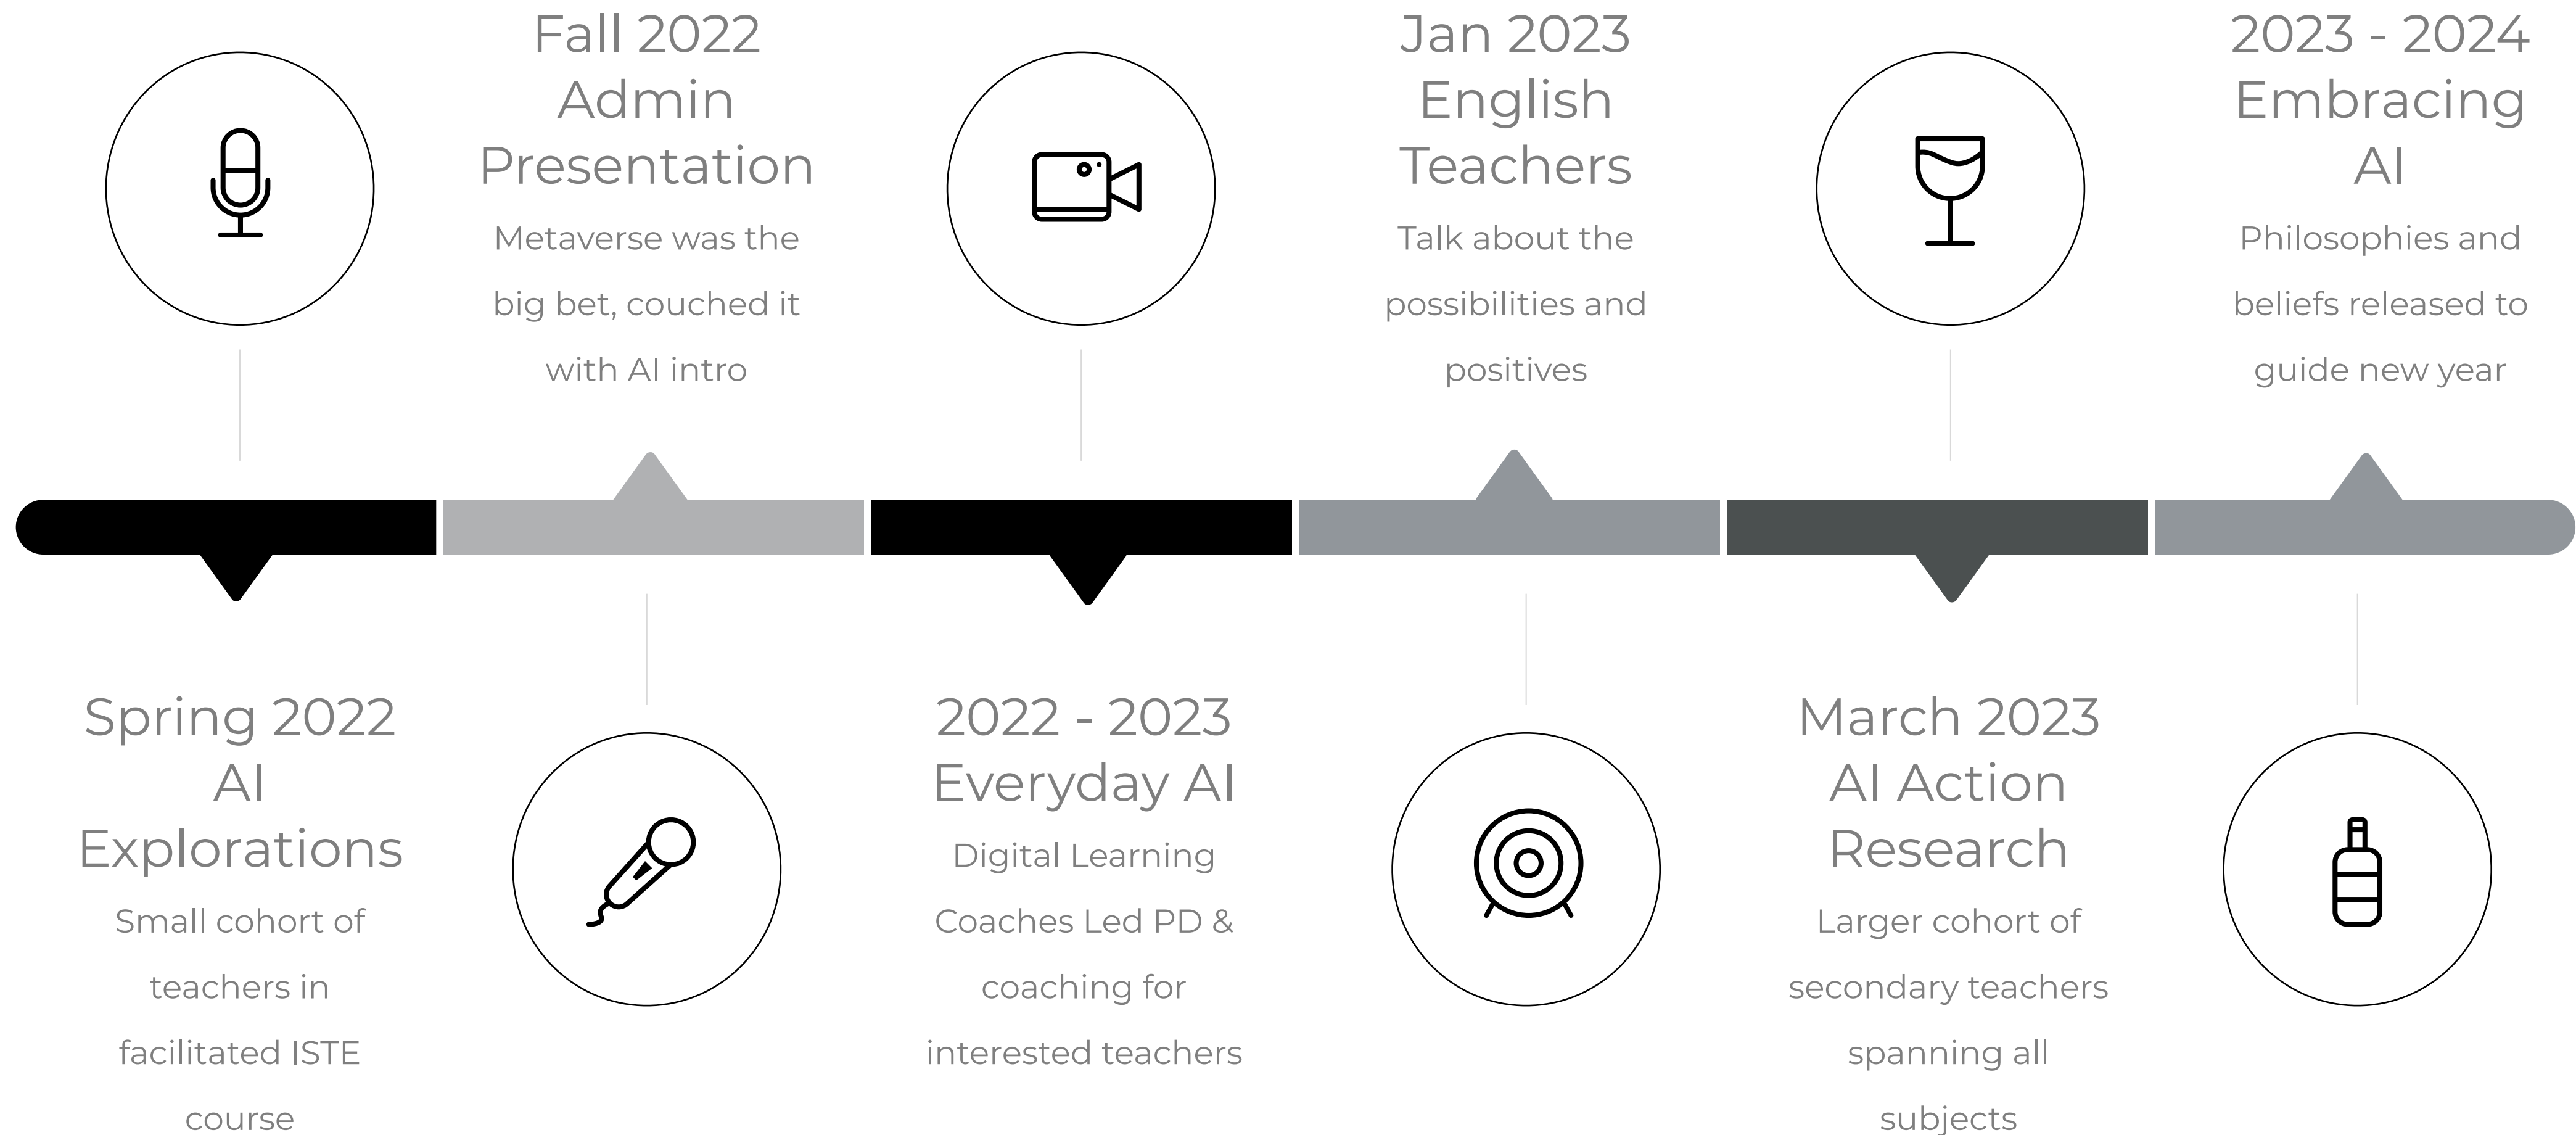 Spring 2022
AI
Explorations
Small cohort of
teachers in
facilitated ISTE
course
Fall 2022
Admin
Presentation
Metaverse was the
big bet, couched it
with AI intro
2022 - 2023
Everyday AI
Digital Learning
Coaches Led PD &
coaching for
interested teachers
Jan 2023
English
Teachers
Talk about the
possibilities and
positives
March 2023
AI Action
Research
Larger cohort of
secondary teachers
spanning all
subjects
2023 - 2024
Embracing
AI
Philosophies and
beliefs released to
guide new year